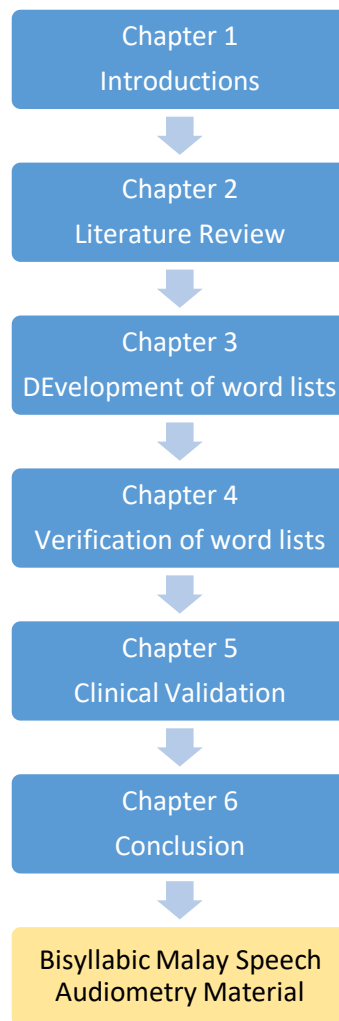 Chapter 1
Introductions
Chapter 2
Literature Review
Chapter 3
DEvelopment of word lists
Chapter 4
Verification of word lists
Chapter 5
Clinical Validation
Chapter 6
Conclusion
Bisyllabic Malay Speech
Audiometry Material